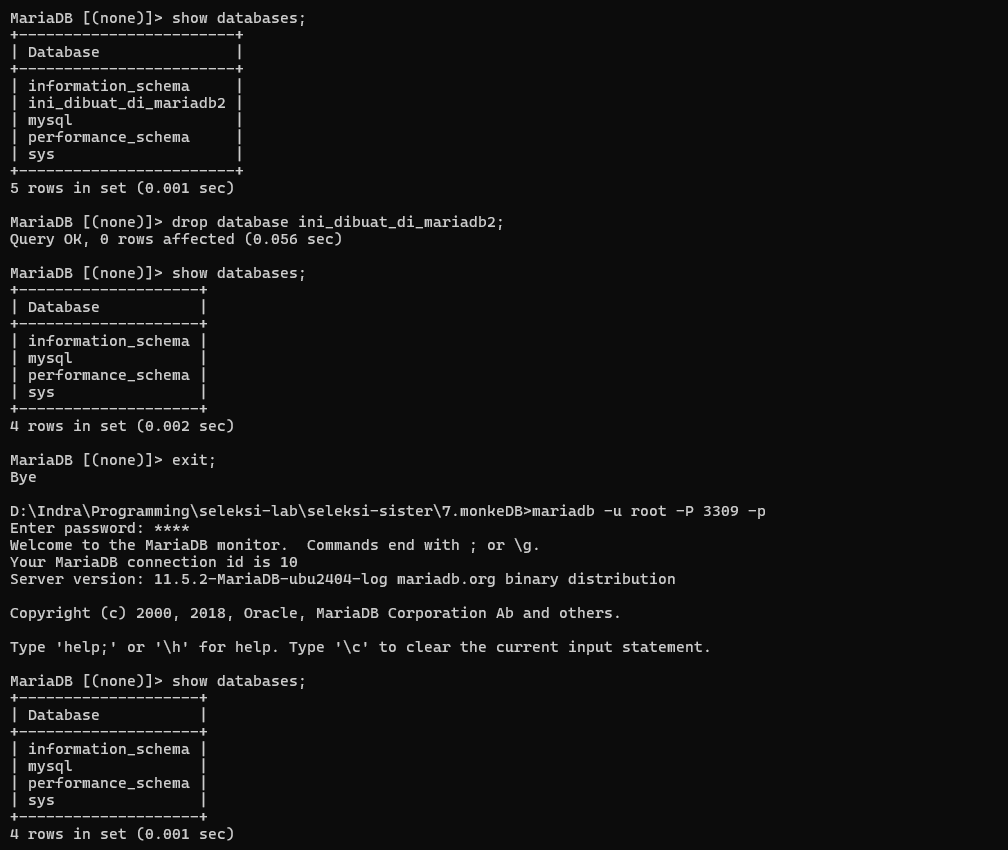 MariaDB [(none)]> show databases;
+------------------------+
| Database               |
+------------------------+
| information_schema     |
| ini_dibuat_di_mariadb2 |
| mysql                  |
| performance_schema     |
| sys                    |
+------------------------+
5 rows in set (0.001 sec)
MariaDB [(none)]> drop database ini_dibuat_di_mariadb2;
Query OK, 0 rows affected (0.056 sec)
MariaDB [(none)]> show databases;
+--------------------+
| Database           |
+--------------------+
| information_schema |
| mysql              |
| performance_schema |
| sys                |
+--------------------+
4 rows in set (0.002 sec)
MariaDB [(none)]> exit;
Bye
D:\Indra\Programming\seleksi-lab\seleksi-sister\7.monkeDB>mariadb -u root -P 3309 -p
Enter password: ****
Welcome to the MariaDB monitor.  Commands end with ; or \g.
Your MariaDB connection id is 10
Server version: 11.5.2-MariaDB-ubu2404-log mariadb.org binary distribution
Copyright (c) 2000, 2018, Oracle, MariaDB Corporation Ab and others.
Type 'help;' or '\h' for help. Type '\c' to clear the current input statement.
MariaDB [(none)]> show databases;
+--------------------+
| Database           |
+--------------------+
| information_schema |
| mysql              |
| performance_schema |
| sys                |
+--------------------+
4 rows in set (0.001 sec)